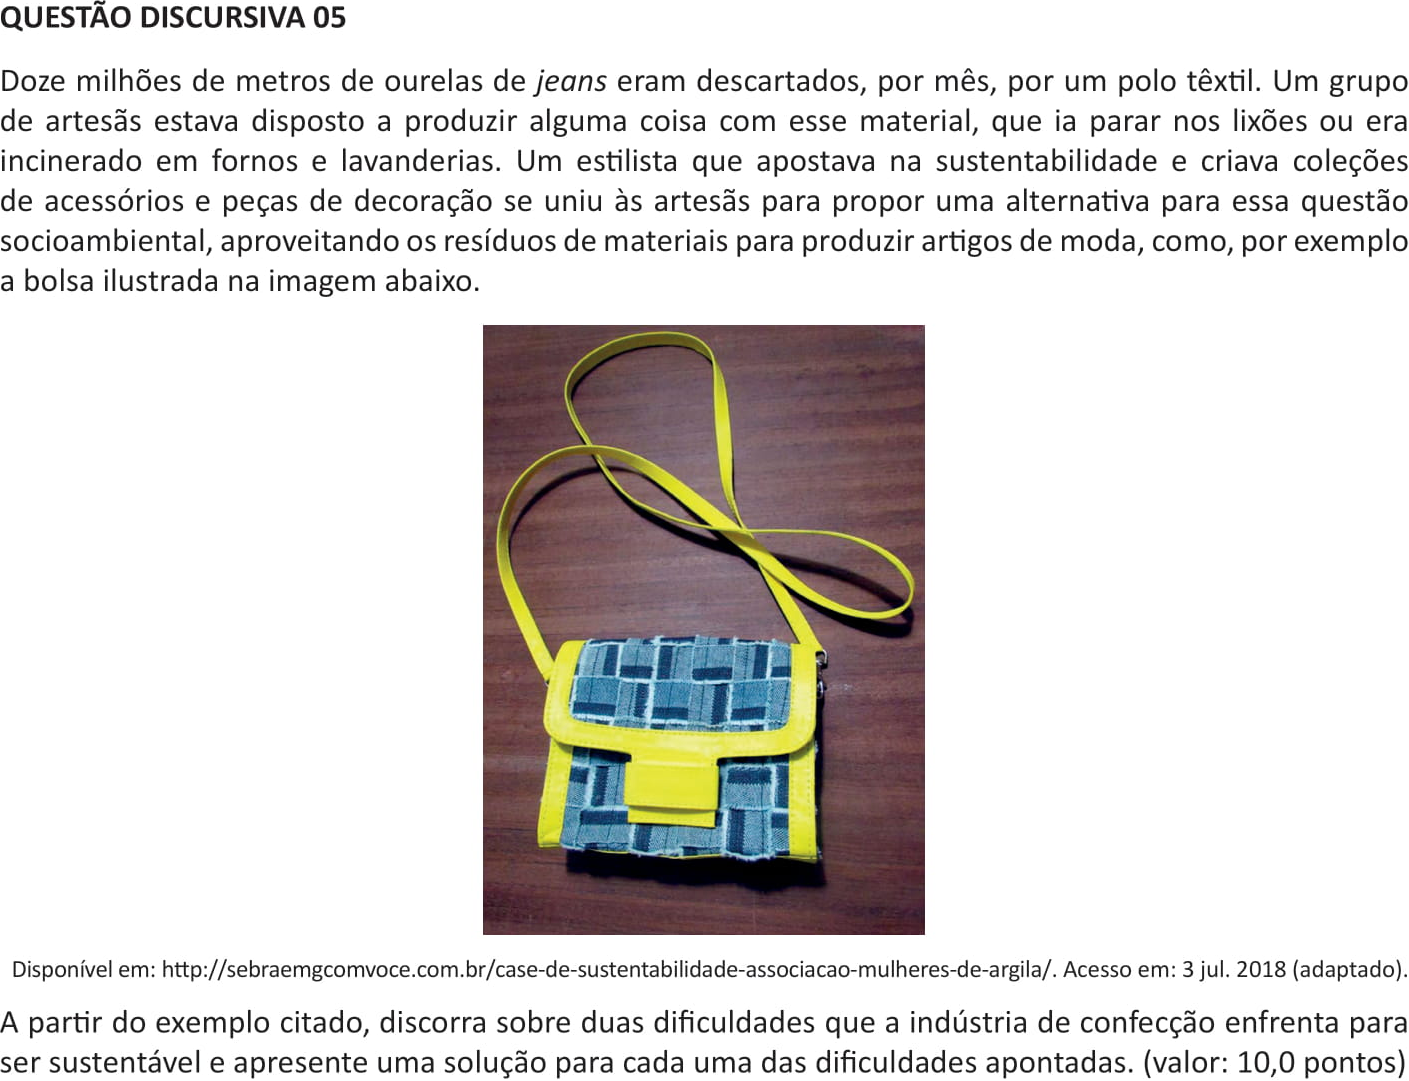 QUESTÃO DISCURSIVA 05
Doze milhões de metros de ourelas de jeans eram descartados, por mês, por um polo têxtil. Um grupo
de artesãs estava disposto a produzir alguma coisa com esse material, que ia parar nos lixões ou era
incinerado em fornos e lavanderias. Um estilista que apostava na sustentabilidade e criava coleções
de acessórios e peças de decoração se uniu às artesãs para propor uma alternativa para essa questão
socioambiental, aproveitando os resíduos de materiais para produzir artigos de moda, como, por exemplo
a bolsa ilustrada na imagem abaixo.
Disponível em: http://sebraemgcomvoce.com.br/case-de-sustentabilidade-associacao-mulheres-de-argila/. Acesso em: 3 jul. 2018 (adaptado).
A partir do exemplo citado, discorra sobre duas dificuldades que a indústria de confecção enfrenta para
ser sustentável e apresente uma solução para cada uma das dificuldades apontadas. (valor: 10,0 pontos)